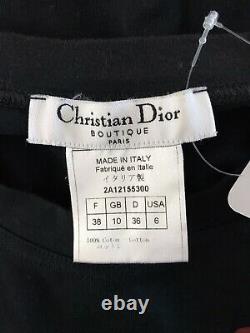 Christian Dior
BOUTIQUE
PARIS
MADE IN ITALY
Fabriqué en Italie
イタリア製
2A12155300
F GB D USA
38 10 36 6
100% Coton Cotton